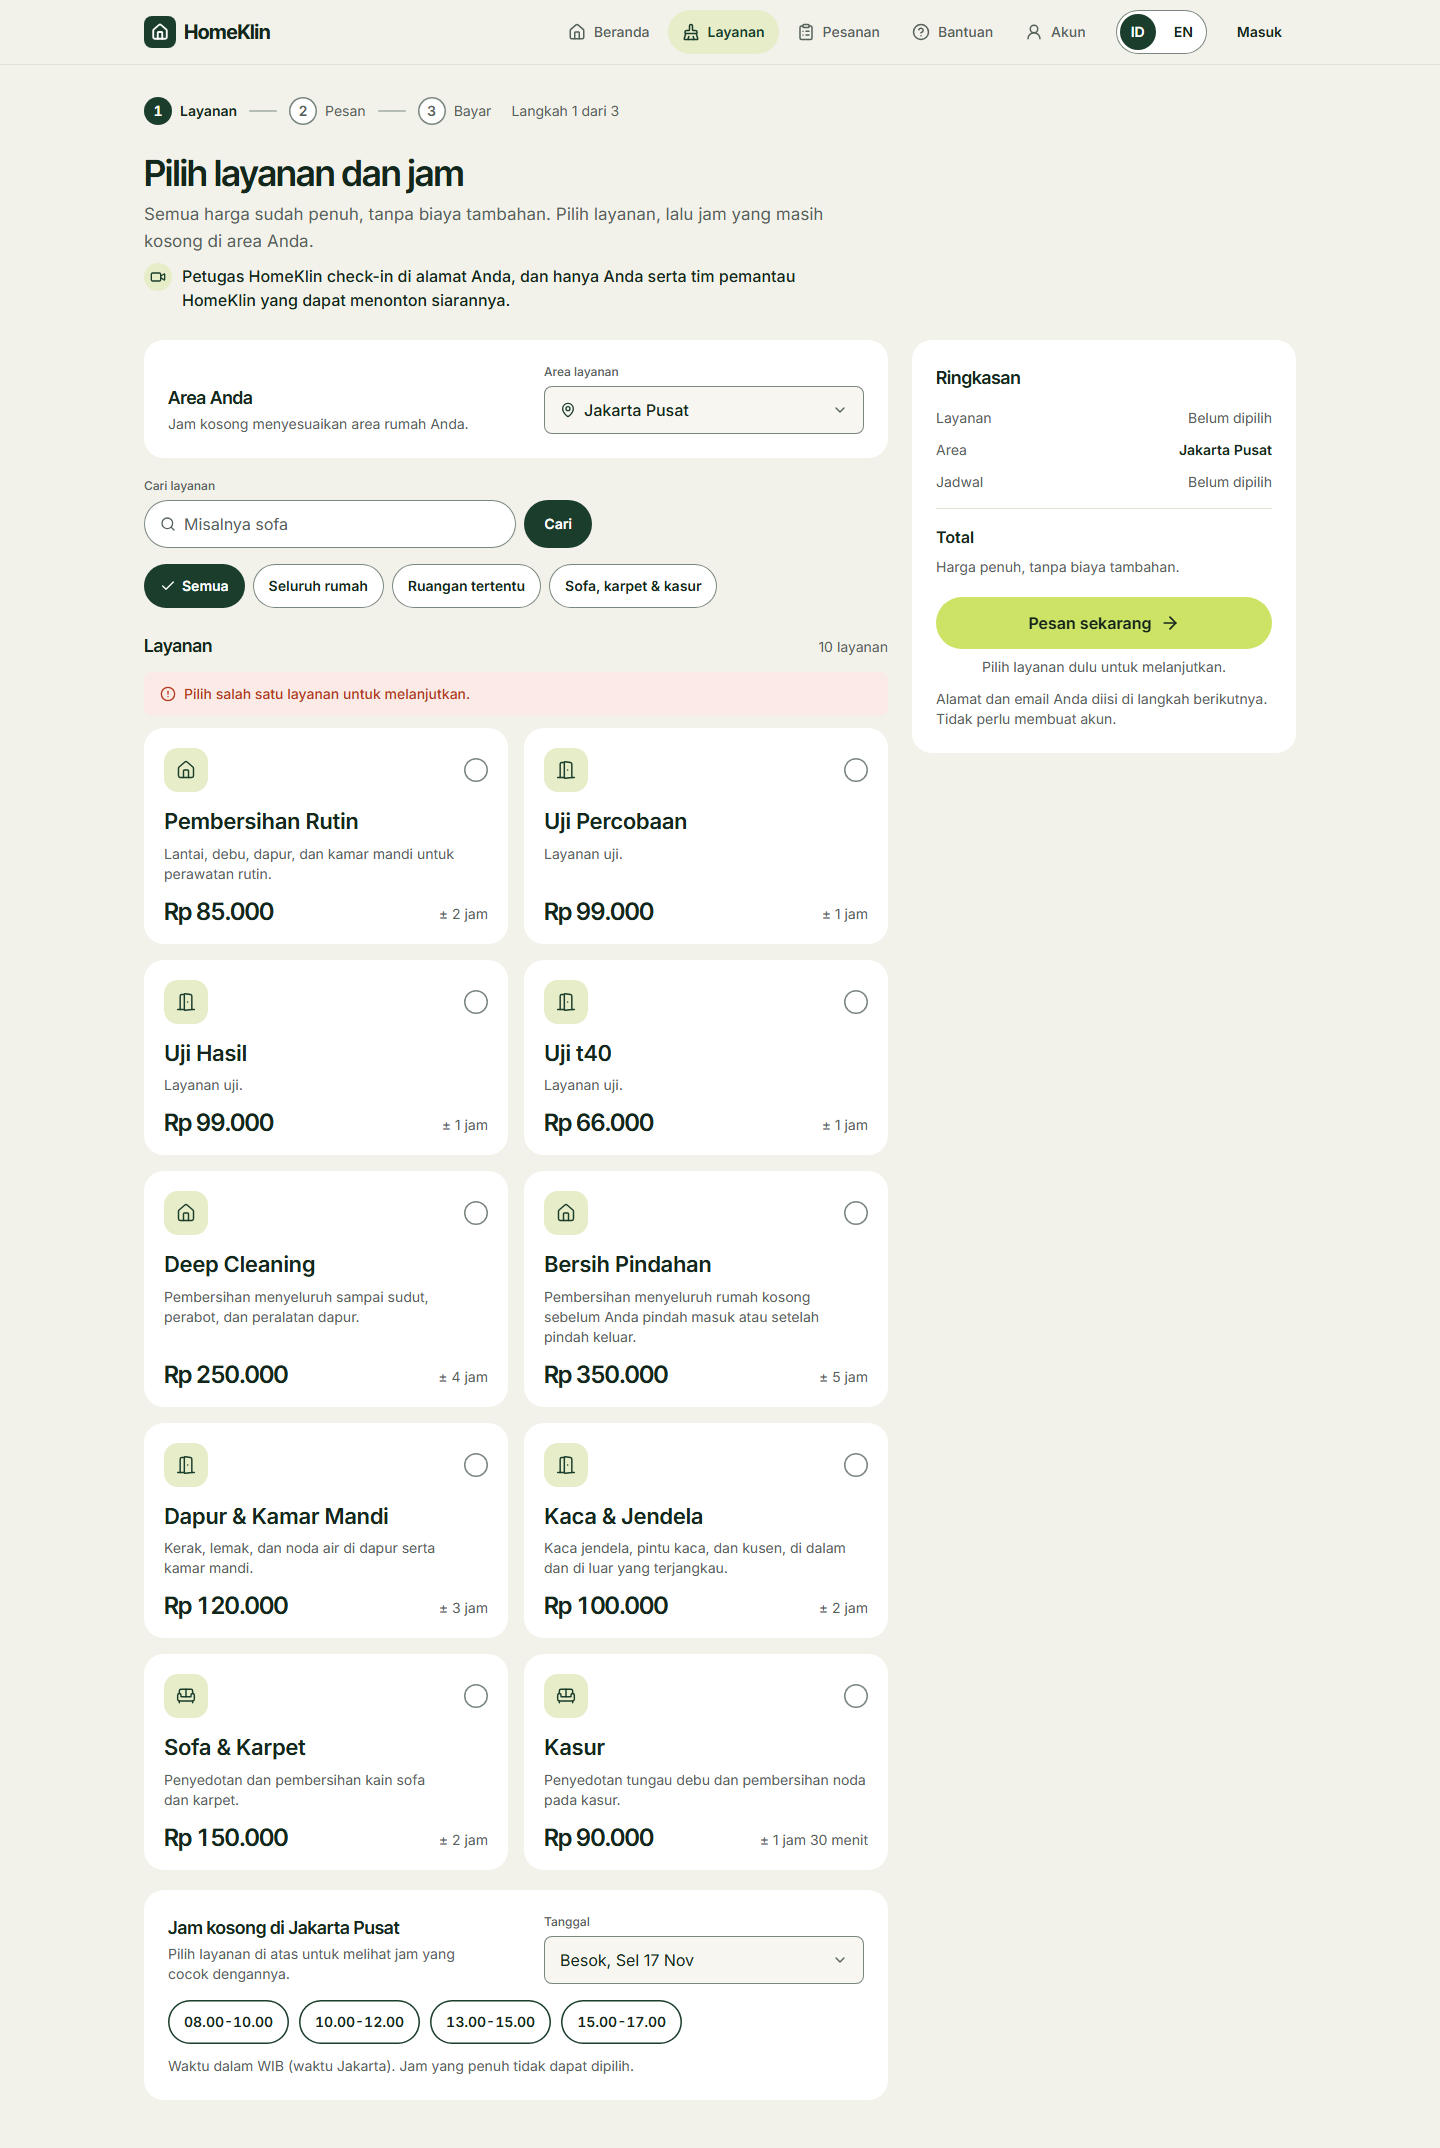 HomeKlin
Beranda
Layanan
Pesanan
Bantuan
Akun
ID
EN
Masuk
1 Layanan
2 Pesan
3 Bayar
Langkah 1 dari 3
Pilih layanan dan jam
Semua harga sudah penuh, tanpa biaya tambahan. Pilih layanan, lalu jam yang masih
kosong di area Anda.
Petugas HomeKlin check-in di alamat Anda, dan hanya Anda serta tim pemantau
HomeKlin yang dapat menonton siarannya.
Area Anda
Jam kosong menyesuaikan area rumah Anda.
Area layanan
Jakarta Pusat
Cari layanan
Misalnya sofa
Cari
Semua
Seluruh rumah
Ruangan tertentu
Sofa, karpet & kasur
Layanan
10 layanan
Pilih salah satu layanan untuk melanjutkan.
Pembersihan Rutin
Lantai, debu, dapur, dan kamar mandi untuk
perawatan rutin.
Rp 85.000
± 2 jam
Uji Percobaan
Layanan uji.
Rp 99.000
± 1 jam
Uji Hasil
Layanan uji.
Rp 99.000
± 1 jam
Uji t40
Layanan uji.
Rp 66.000
± 1 jam
Deep Cleaning
Pembersihan menyeluruh sampai sudut,
perabot, dan peralatan dapur.
Rp 250.000
± 4 jam
Bersih Pindahan
Pembersihan menyeluruh rumah kosong
sebelum Anda pindah masuk atau setelah
pindah keluar.
Rp 350.000
± 5 jam
Dapur & Kamar Mandi
Kerak, lemak, dan noda air di dapur serta
kamar mandi.
Rp 120.000
± 3 jam
Kaca & Jendela
Kaca jendela, pintu kaca, dan kusen, di dalam
dan di luar yang terjangkau.
Rp 100.000
± 2 jam
Sofa & Karpet
Penyedotan dan pembersihan kain sofa
dan karpet.
Rp 150.000
± 2 jam
Kasur
Penyedotan tungau debu dan pembersihan noda
pada kasur.
Rp 90.000
± 1 jam 30 menit
Jam kosong di Jakarta Pusat
Pilih layanan di atas untuk melihat jam yang
cocok dengannya.
Tanggal
Besok, Sel 17 Nov
08.00-10.00
10.00-12.00
13.00-15.00
15.00-17.00
Waktu dalam WIB (waktu Jakarta). Jam yang penuh tidak dapat dipilih.
Ringkasan
Layanan
Belum dipilih
Area
Jakarta Pusat
Jadwal
Belum dipilih
Total
Harga penuh, tanpa biaya tambahan.
Pesan sekarang
Pilih layanan dulu untuk melanjutkan.
Alamat dan email Anda diisi di langkah berikutnya.
Tidak perlu membuat akun.